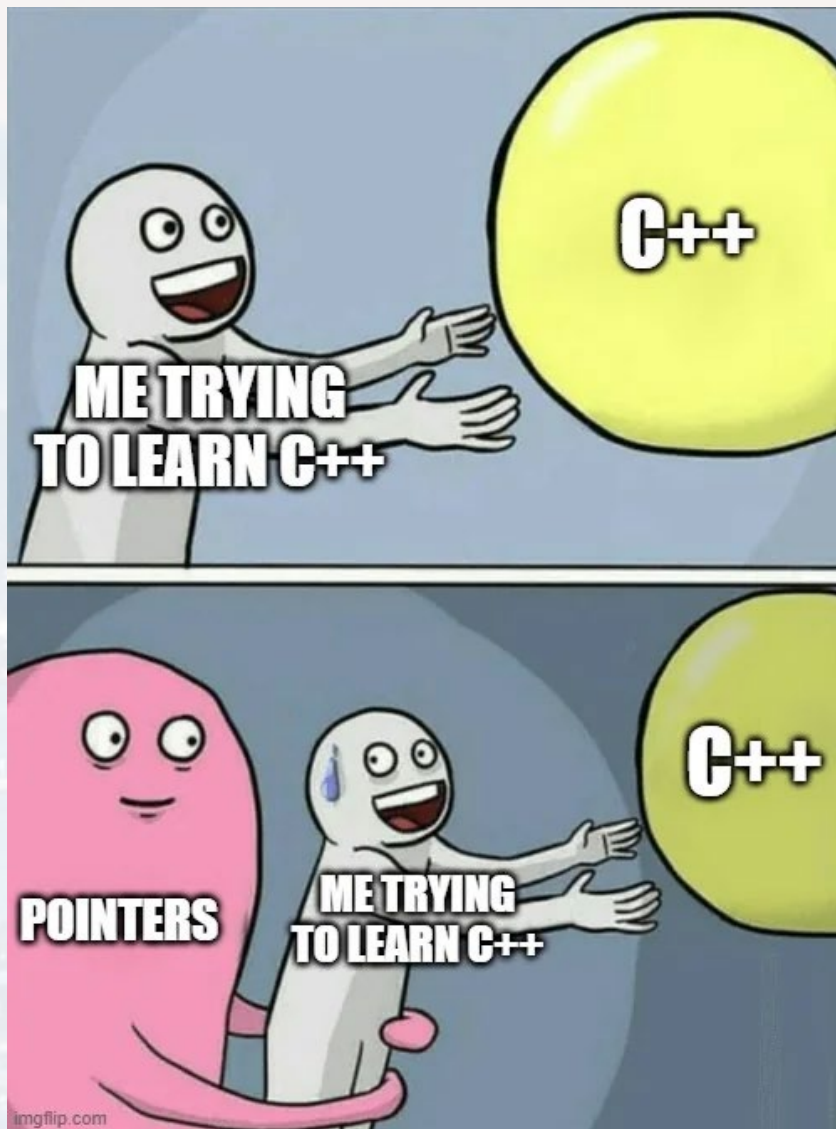 C++
ME TRYING
TO LEARN C++
C++
POINTERS
ME TRYING
TO LEARN C++
imgflip.com